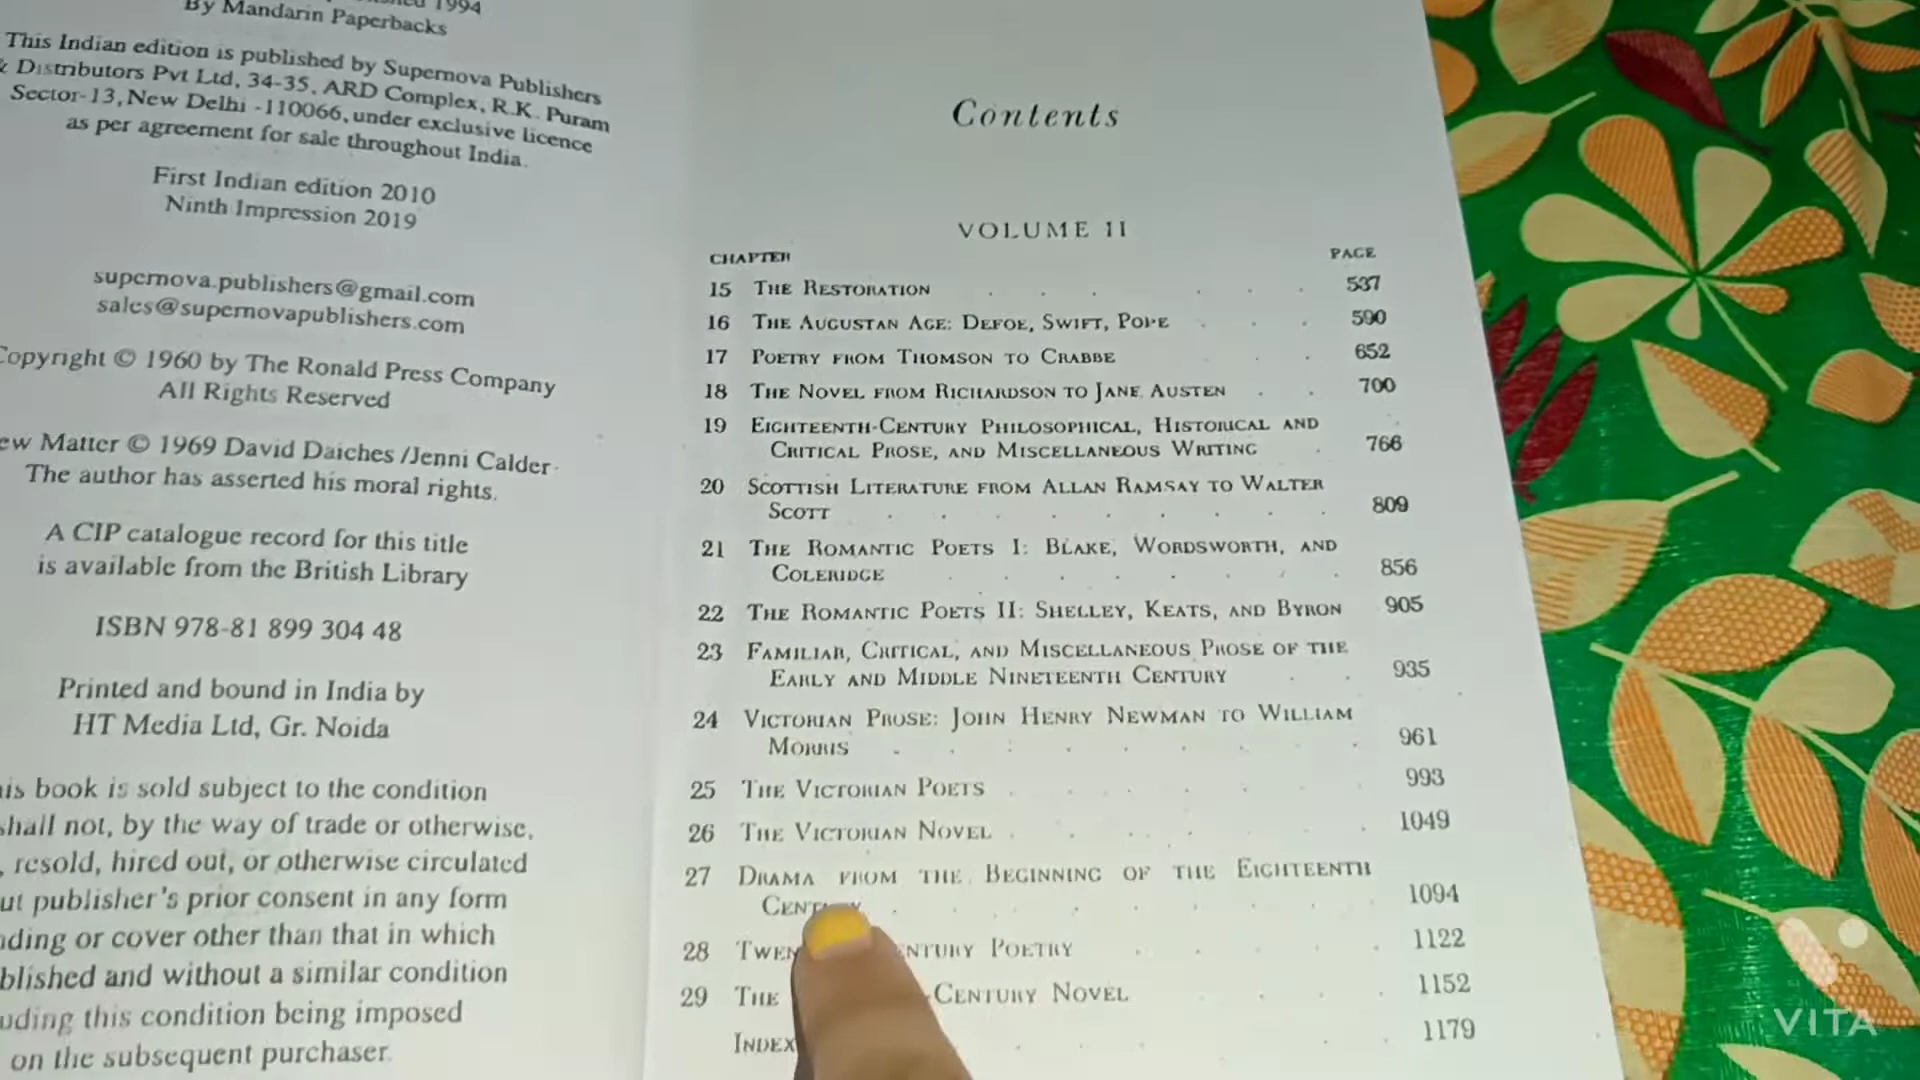 1994
By Mandarin Paperbacks
This Indian edition is published by Supernova Publishers
& Distributors Pvt Ltd, 34-35, ARD Complex, R.K. Puram
Sector-13, New Delhi -110066, under exclusive licence
as per agreement for sale throughout India.
First Indian edition 2010
Ninth Impression 2019
supernova.publishers@gmail.com
sales@supernovapublishers.com
Copyright © 1960 by The Ronald Press Company
All Rights Reserved
Matter © 1969 David Daiches /Jenni Calder
The author has asserted his moral rights.
A CIP catalogue record for this title
is available from the British Library
ISBN 978-81 899 304 48
Printed and bound in India by
HT Media Ltd, Gr. Noida
book is sold subject to the condition
shall not, by the way of trade or otherwise,
, resold, hired out, or otherwise circulated
publisher's prior consent in any form
or cover other than that in which
and without a similar condition
this condition being imposed
on the subsequent purchaser.
Contents
VOLUME II
CHAPTER PAGE
15 THE RESTORATION . . . . . . 537
16 THE AUGUSTAN AGE: DEFOE, SWIFT, POPE . . . 590
17 POETRY FROM THOMSON TO CRABBE . . 652
18 THE NOVEL FROM RICHARDSON TO JANE AUSTEN . . 700
19 EIGHTEENTH-CENTURY PHILOSOPHICAL, HISTORICAL AND
CRITICAL PROSE, AND MISCELLANEOUS WRITING . 766
20 SCOTTISH LITERATURE FROM ALLAN RAMSAY TO WALTER
SCOTT . . . . . . . . . 809
21 THE ROMANTIC POETS I: BLAKE, WORDSWORTH, AND
COLERIDGE . . . . . . . 856
22 THE ROMANTIC POETS II: SHELLEY, KEATS, AND BYRON 905
23 FAMILIAR, CRITICAL, AND MISCELLANEOUS PROSE OF THE
EARLY AND MIDDLE NINETEENTH CENTURY . . 935
24 VICTORIAN PROSE: JOHN HENRY NEWMAN TO WILLIAM
MORRIS . . . . . . . . . 961
25 THE VICTORIAN POETS . . . . . . . 993
26 THE VICTORIAN NOVEL . . . . . . . 1049
27 DRAMA FROM THE BEGINNING OF THE EIGHTEENTH
CENTURY . . . . . . . . . 1094
28 POETRY . . . . . 1122
29 THE CENTURY NOVEL . . . 1152
INDEX . . . . . . 1179
VITA